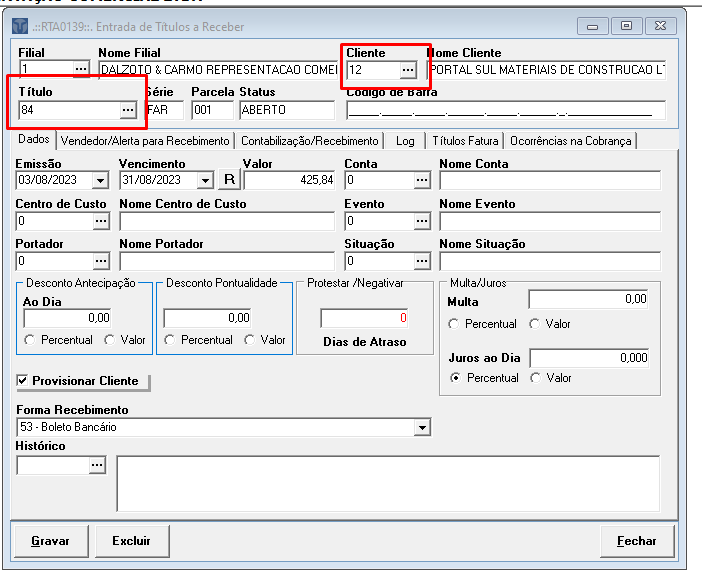 .::RTA0139::. Entrada de Títulos a Receber
Filial Nome Filial Cliente Nome Cliente
1 ... DALZOTO & CARMO REPRESENTACAO COME 12 ... PORTAL SUL MATERIAIS DE CONSTRUCAO LT
Título Série Parcela Status Código de Barra
84 ... FAR 001 ABERTO
Dados Vendedor/Alerta para Recebimento Contabilização/Recebimento Log Títulos Fatura Ocorrências na Cobrança
Emissão Vencimento Valor Conta Nome Conta
03/08/2023 31/08/2023 R 425,84 0 ...
Centro de Custo Nome Centro de Custo Evento Nome Evento
0 ... 0 ...
Portador Nome Portador Situação Nome Situação
0 ... 0 ...
Desconto Antecipação Desconto Pontualidade Protestar /Negativar Multa/Juros
Ao Dia Multa 0,00
0,00 0,00 0
Percentual Valor Percentual Valor Dias de Atraso Percentual Valor
Juros ao Dia 0,000
Percentual Valor
Provisionar Cliente
Forma Recebimento
53 - Boleto Bancário
Histórico
...
Gravar Excluir Fechar